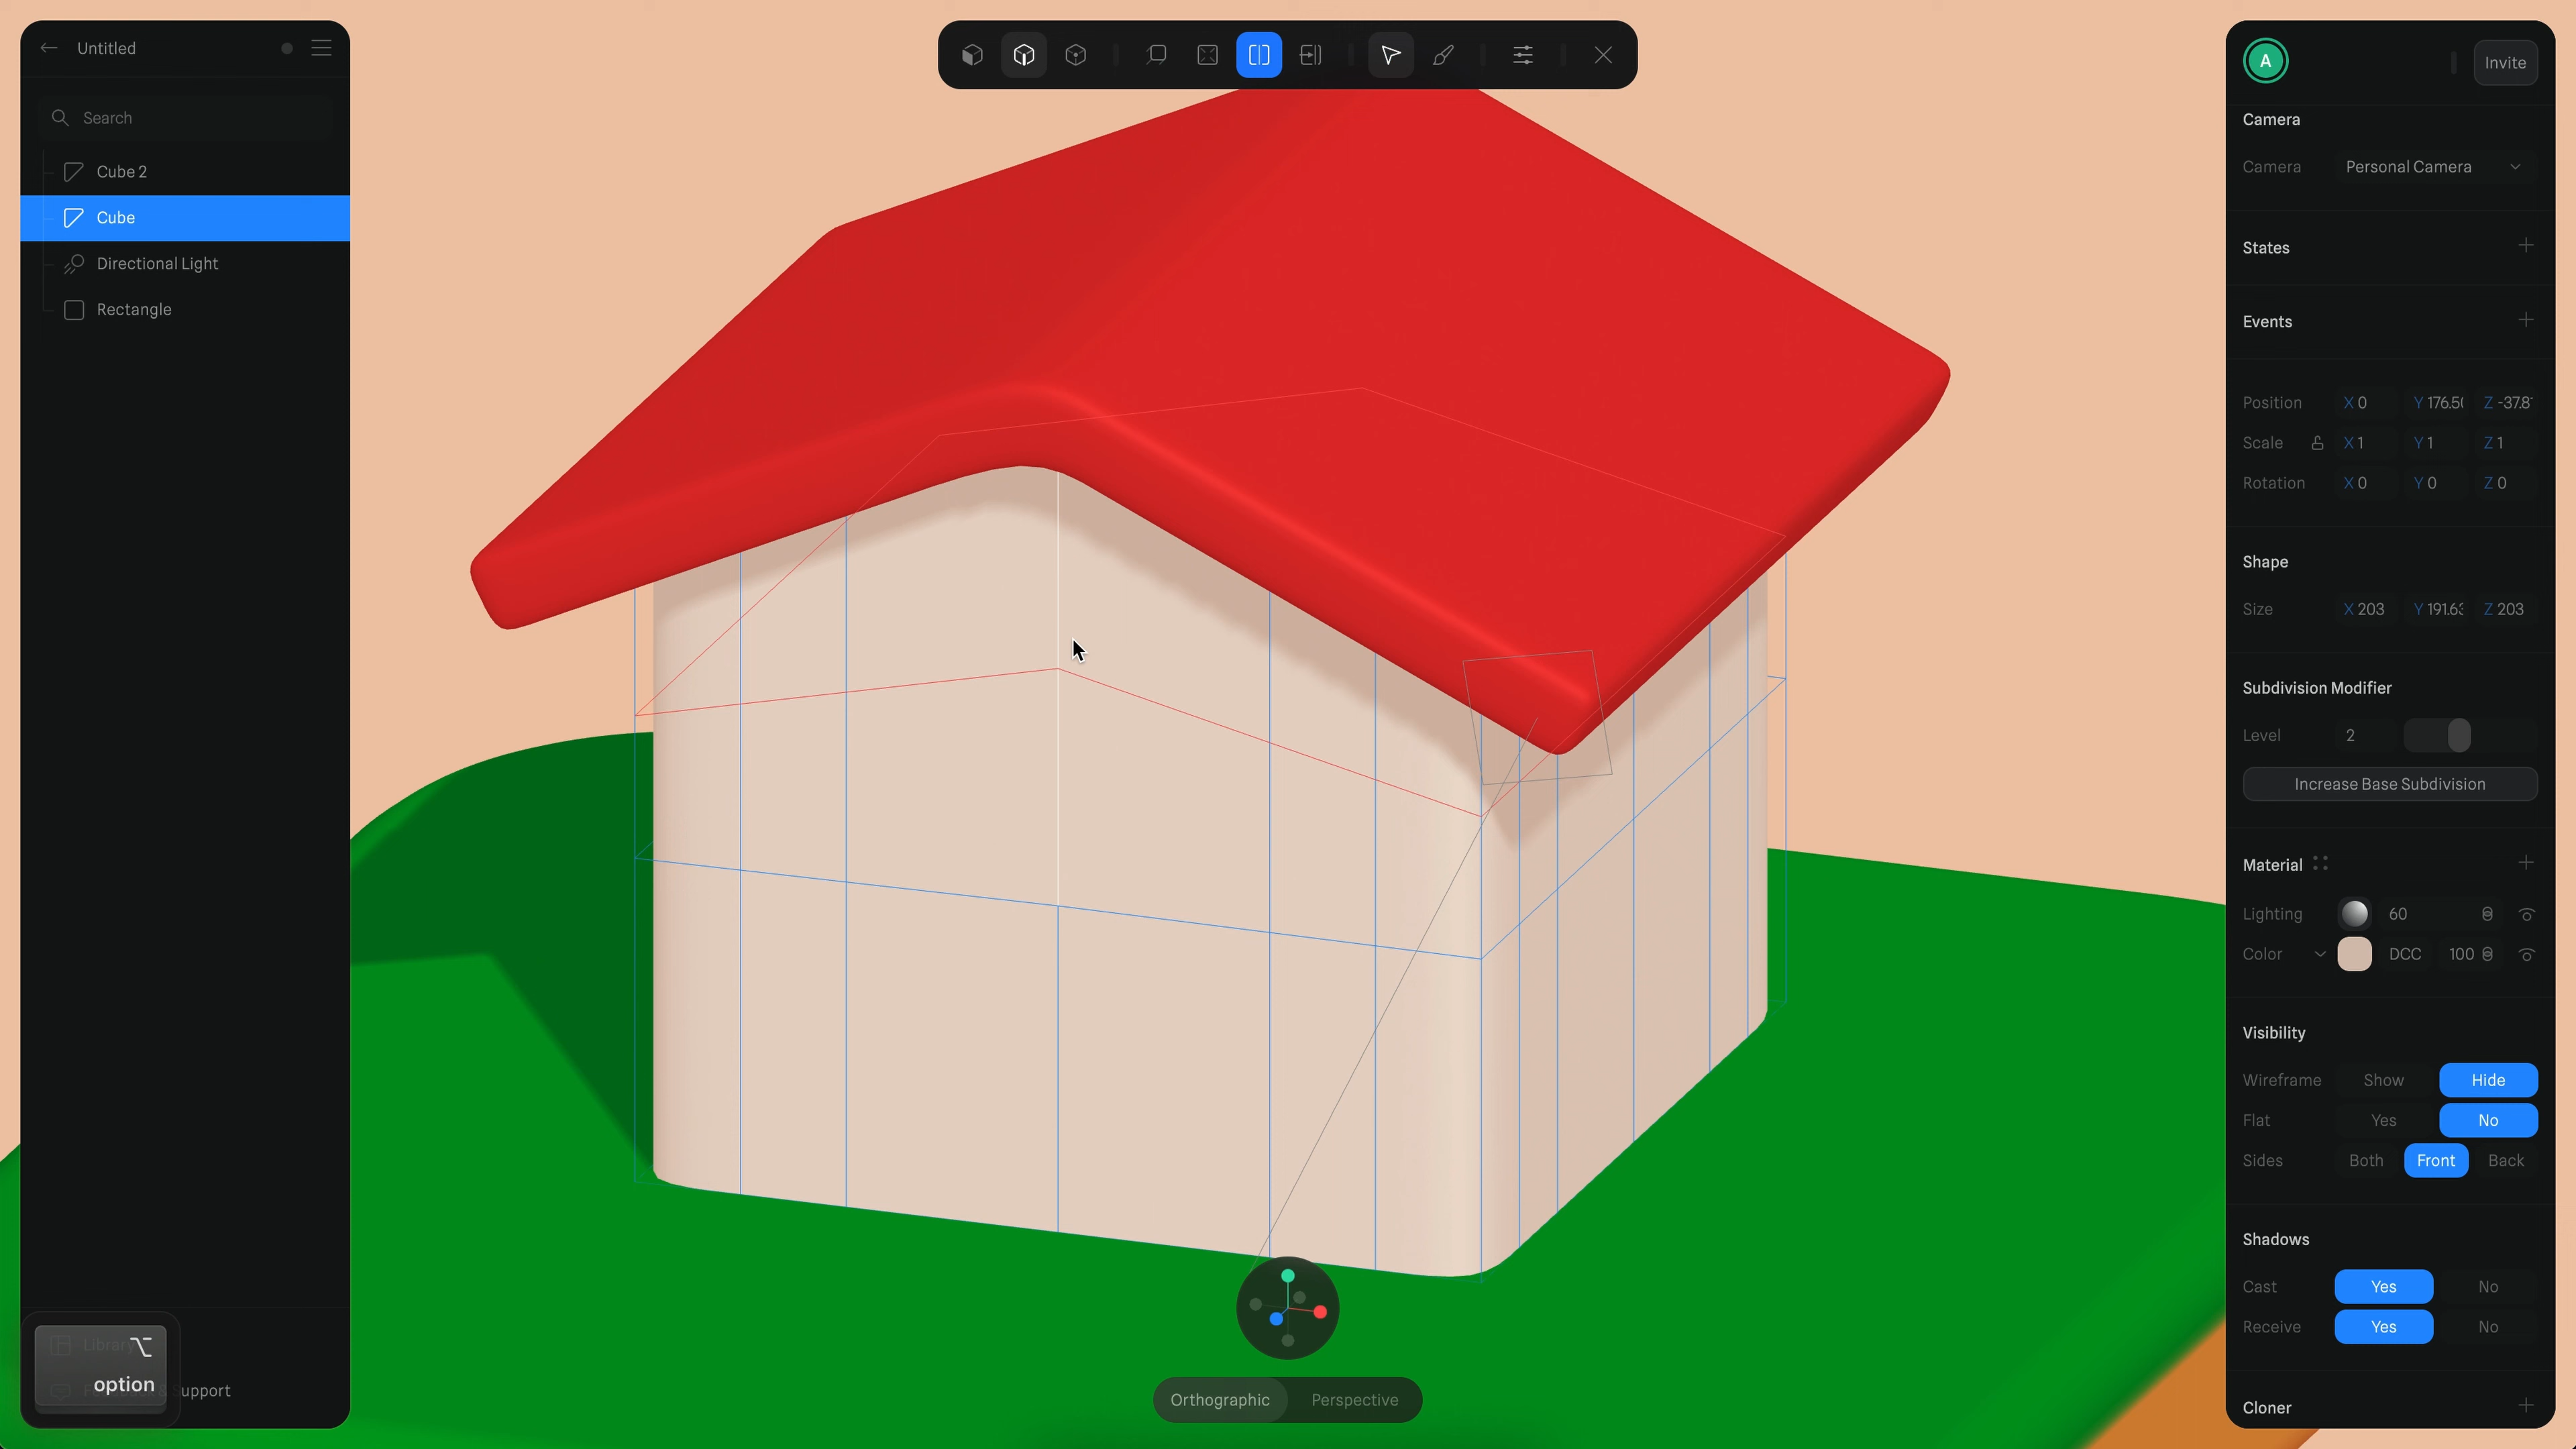 Untitled
Search
Cube 2
Cube
Directional Light
Rectangle
Library
upport
⌥
option
Orthographic
Perspective
A
Invite
Camera
Camera Personal Camera
States
Events
Position X 0 Y 176.5 Z -37.8
Scale X 1 Y 1 Z 1
Rotation X 0 Y 0 Z 0
Shape
Size X 203 Y 191.6 Z 203
Subdivision Modifier
Level 2
Increase Base Subdivision
Material
Lighting 60
Color DCC 100
Visibility
Wireframe Show Hide
Flat Yes No
Sides Both Front Back
Shadows
Cast Yes No
Receive Yes No
Cloner